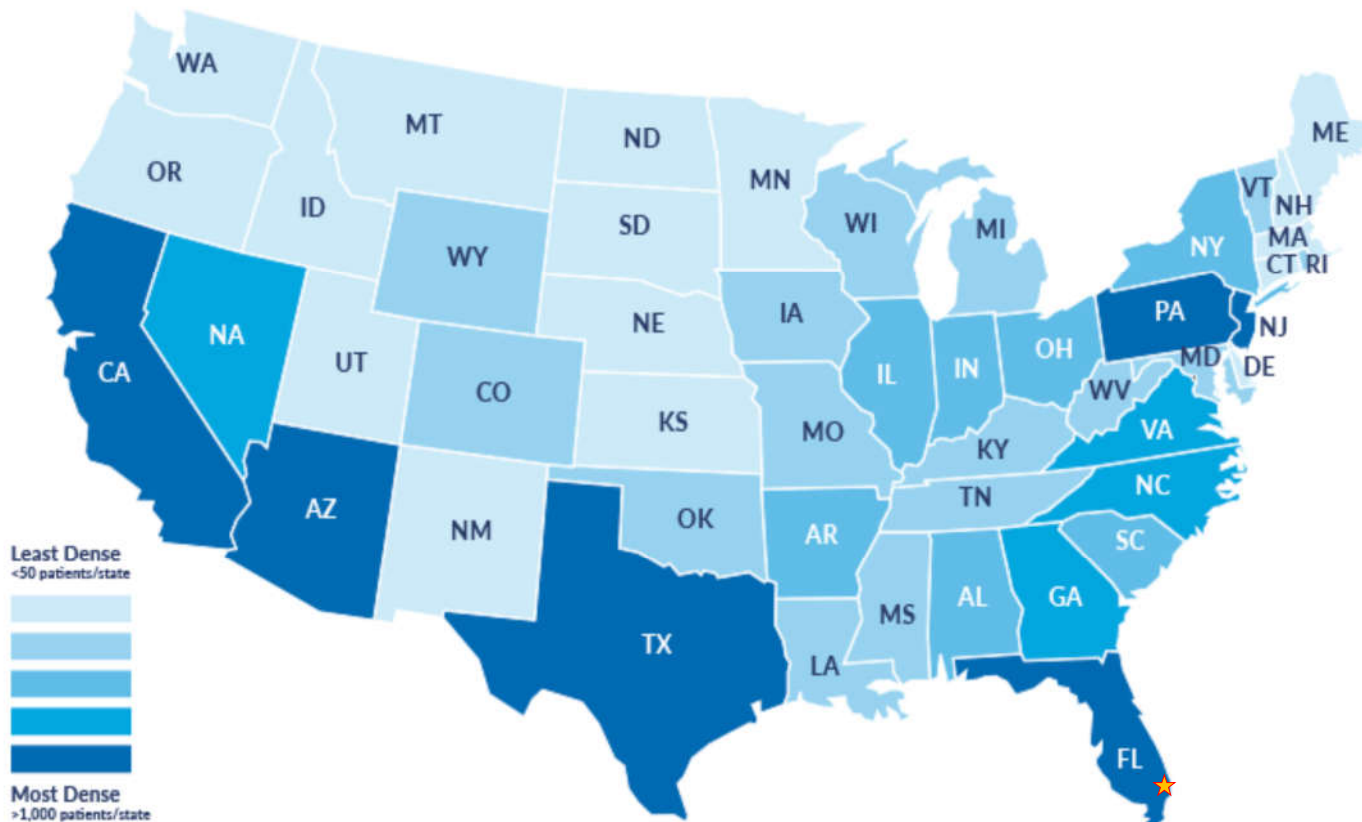 WA
MT
ND
MN
ME
OR
ID
SD
WI
MI
VT
NH
NY
MA
CT RI
WY
IA
NE
PA
NJ
NA
UT
CO
IL
IN
OH
MD
DE
WV
CA
KS
MO
KY
VA
AZ
NM
OK
AR
TN
NC
SC
MS
AL
GA
TX
LA
FL
Least Dense
<50 patients/state
Most Dense
>1,000 patients/state